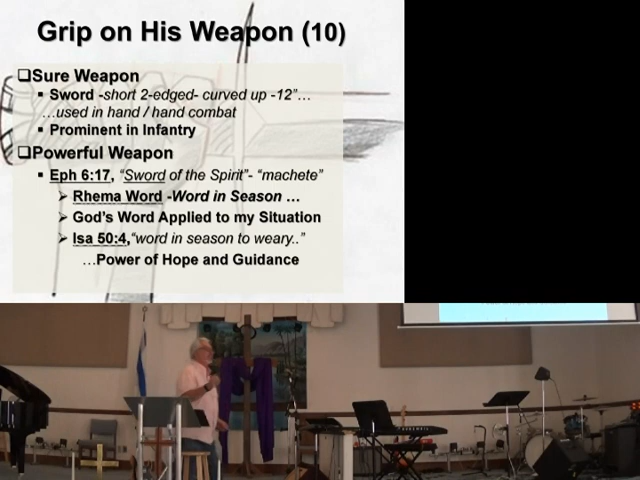 Grip on His Weapon (10)
❑Sure Weapon
▪ Sword -short 2-edged- curved up -12”…
…used in hand / hand combat
▪ Prominent in Infantry
❑Powerful Weapon
▪ Eph 6:17, “Sword of the Spirit”- “machete”
➢ Rhema Word -Word in Season …
➢ God’s Word Applied to my Situation
➢ Isa 50:4,“word in season to weary..”
…Power of Hope and Guidance